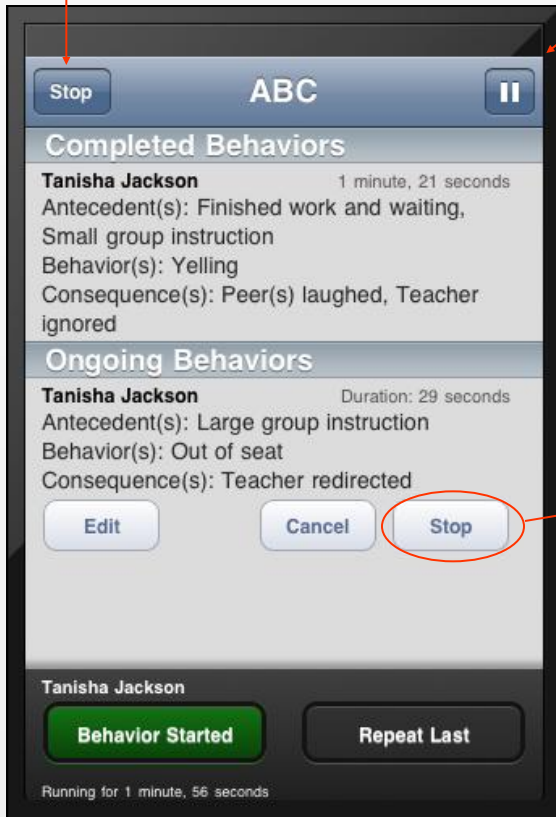 Stop ABC
Completed Behaviors
Tanisha Jackson 1 minute, 21 seconds
Antecedent(s): Finished work and waiting,
Small group instruction
Behavior(s): Yelling
Consequence(s): Peer(s) laughed, Teacher
ignored
Ongoing Behaviors
Tanisha Jackson Duration: 29 seconds
Antecedent(s): Large group instruction
Behavior(s): Out of seat
Consequence(s): Teacher redirected
Edit Cancel Stop
Tanisha Jackson
Behavior Started Repeat Last
Running for 1 minute, 56 seconds